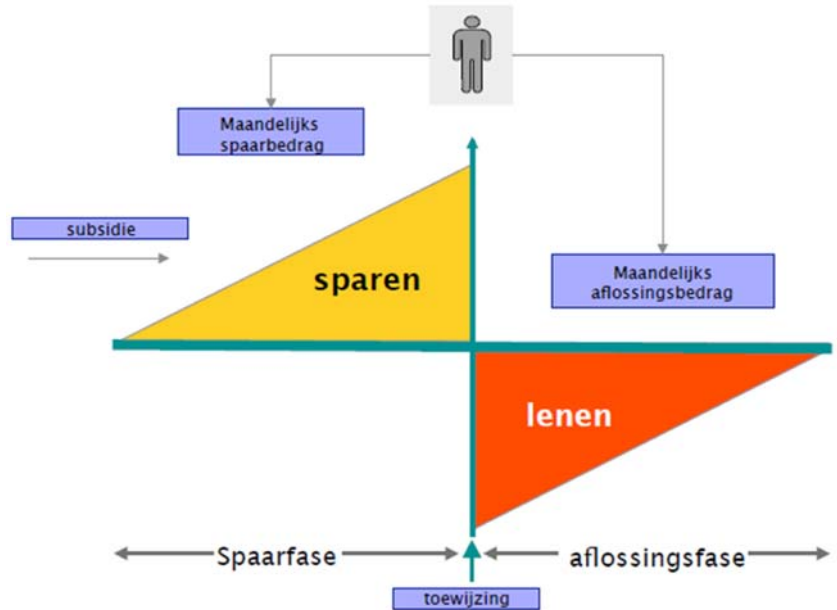 Maandelijks
spaarbedrag
subsidie
sparen
Maandelijks
aflossingsbedrag
lenen
Spaarfase
aflossingsfase
toewijzing